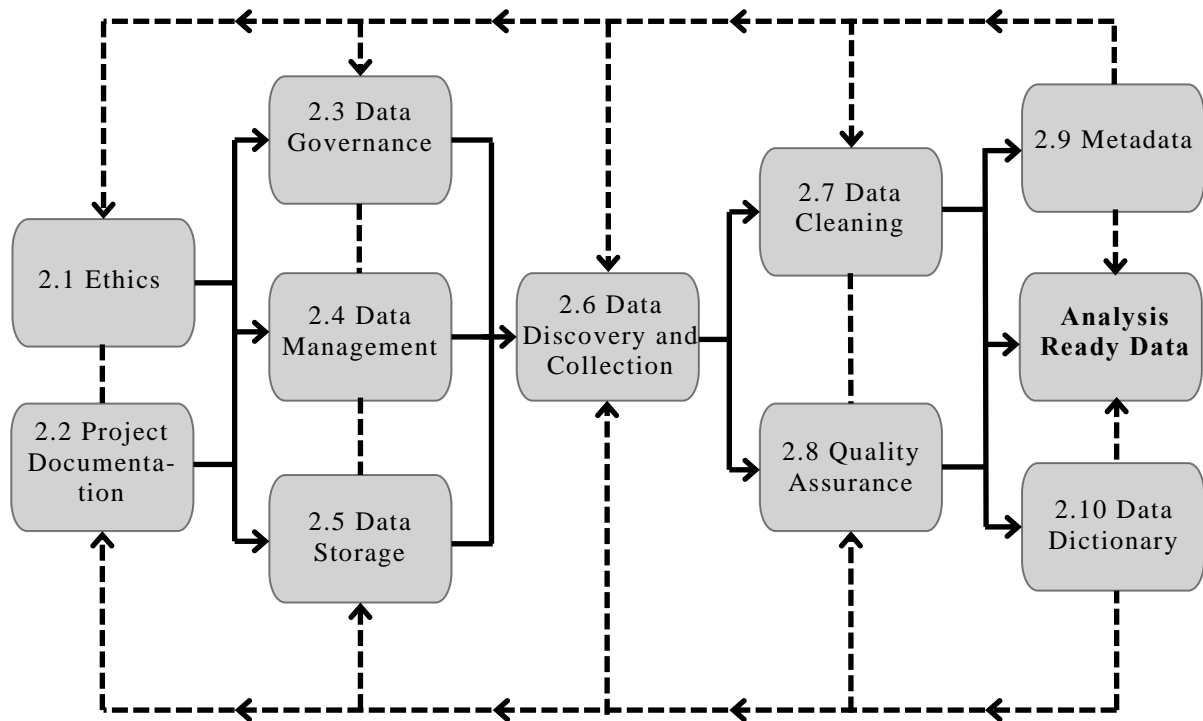 2.1 Ethics
2.2 Project
Documenta-
tion
2.3 Data
Governance
2.4 Data
Management
2.5 Data
Storage
2.6 Data
Discovery and
Collection
2.7 Data
Cleaning
2.8 Quality
Assurance
2.9 Metadata
Analysis
Ready Data
2.10 Data
Dictionary